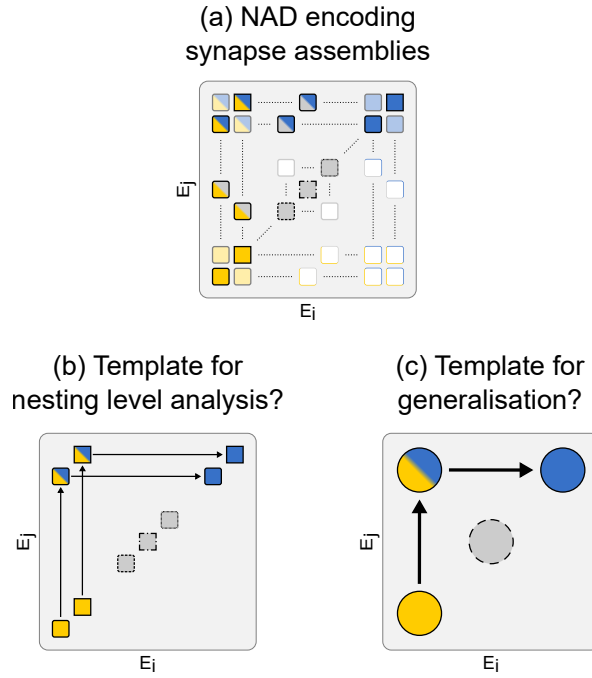 (a) NAD encoding
synapse assemblies
Ej
Ei
(b) Template for
nesting level analysis?
Ej
Ei
(c) Template for
generalisation?
Ej
Ei